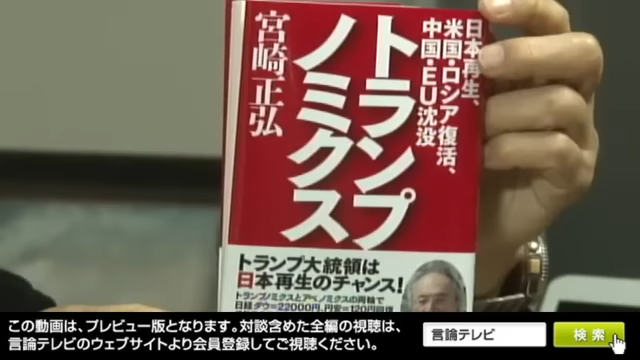 日本再生、
米国・ロシア復活、
中国・EU沈没
トランプ
ノミクス
宮崎正弘
トランプ大統領は
日本再生のチャンス!
トランプノミクスとアベノミクスの両輪で
日経ダウ=22000円、円安=120円回復
この動画は、プレビュー版となります。対談含めた全編の視聴は、
言論テレビのウェブサイトより会員登録してご視聴ください。
言論テレビ
検索